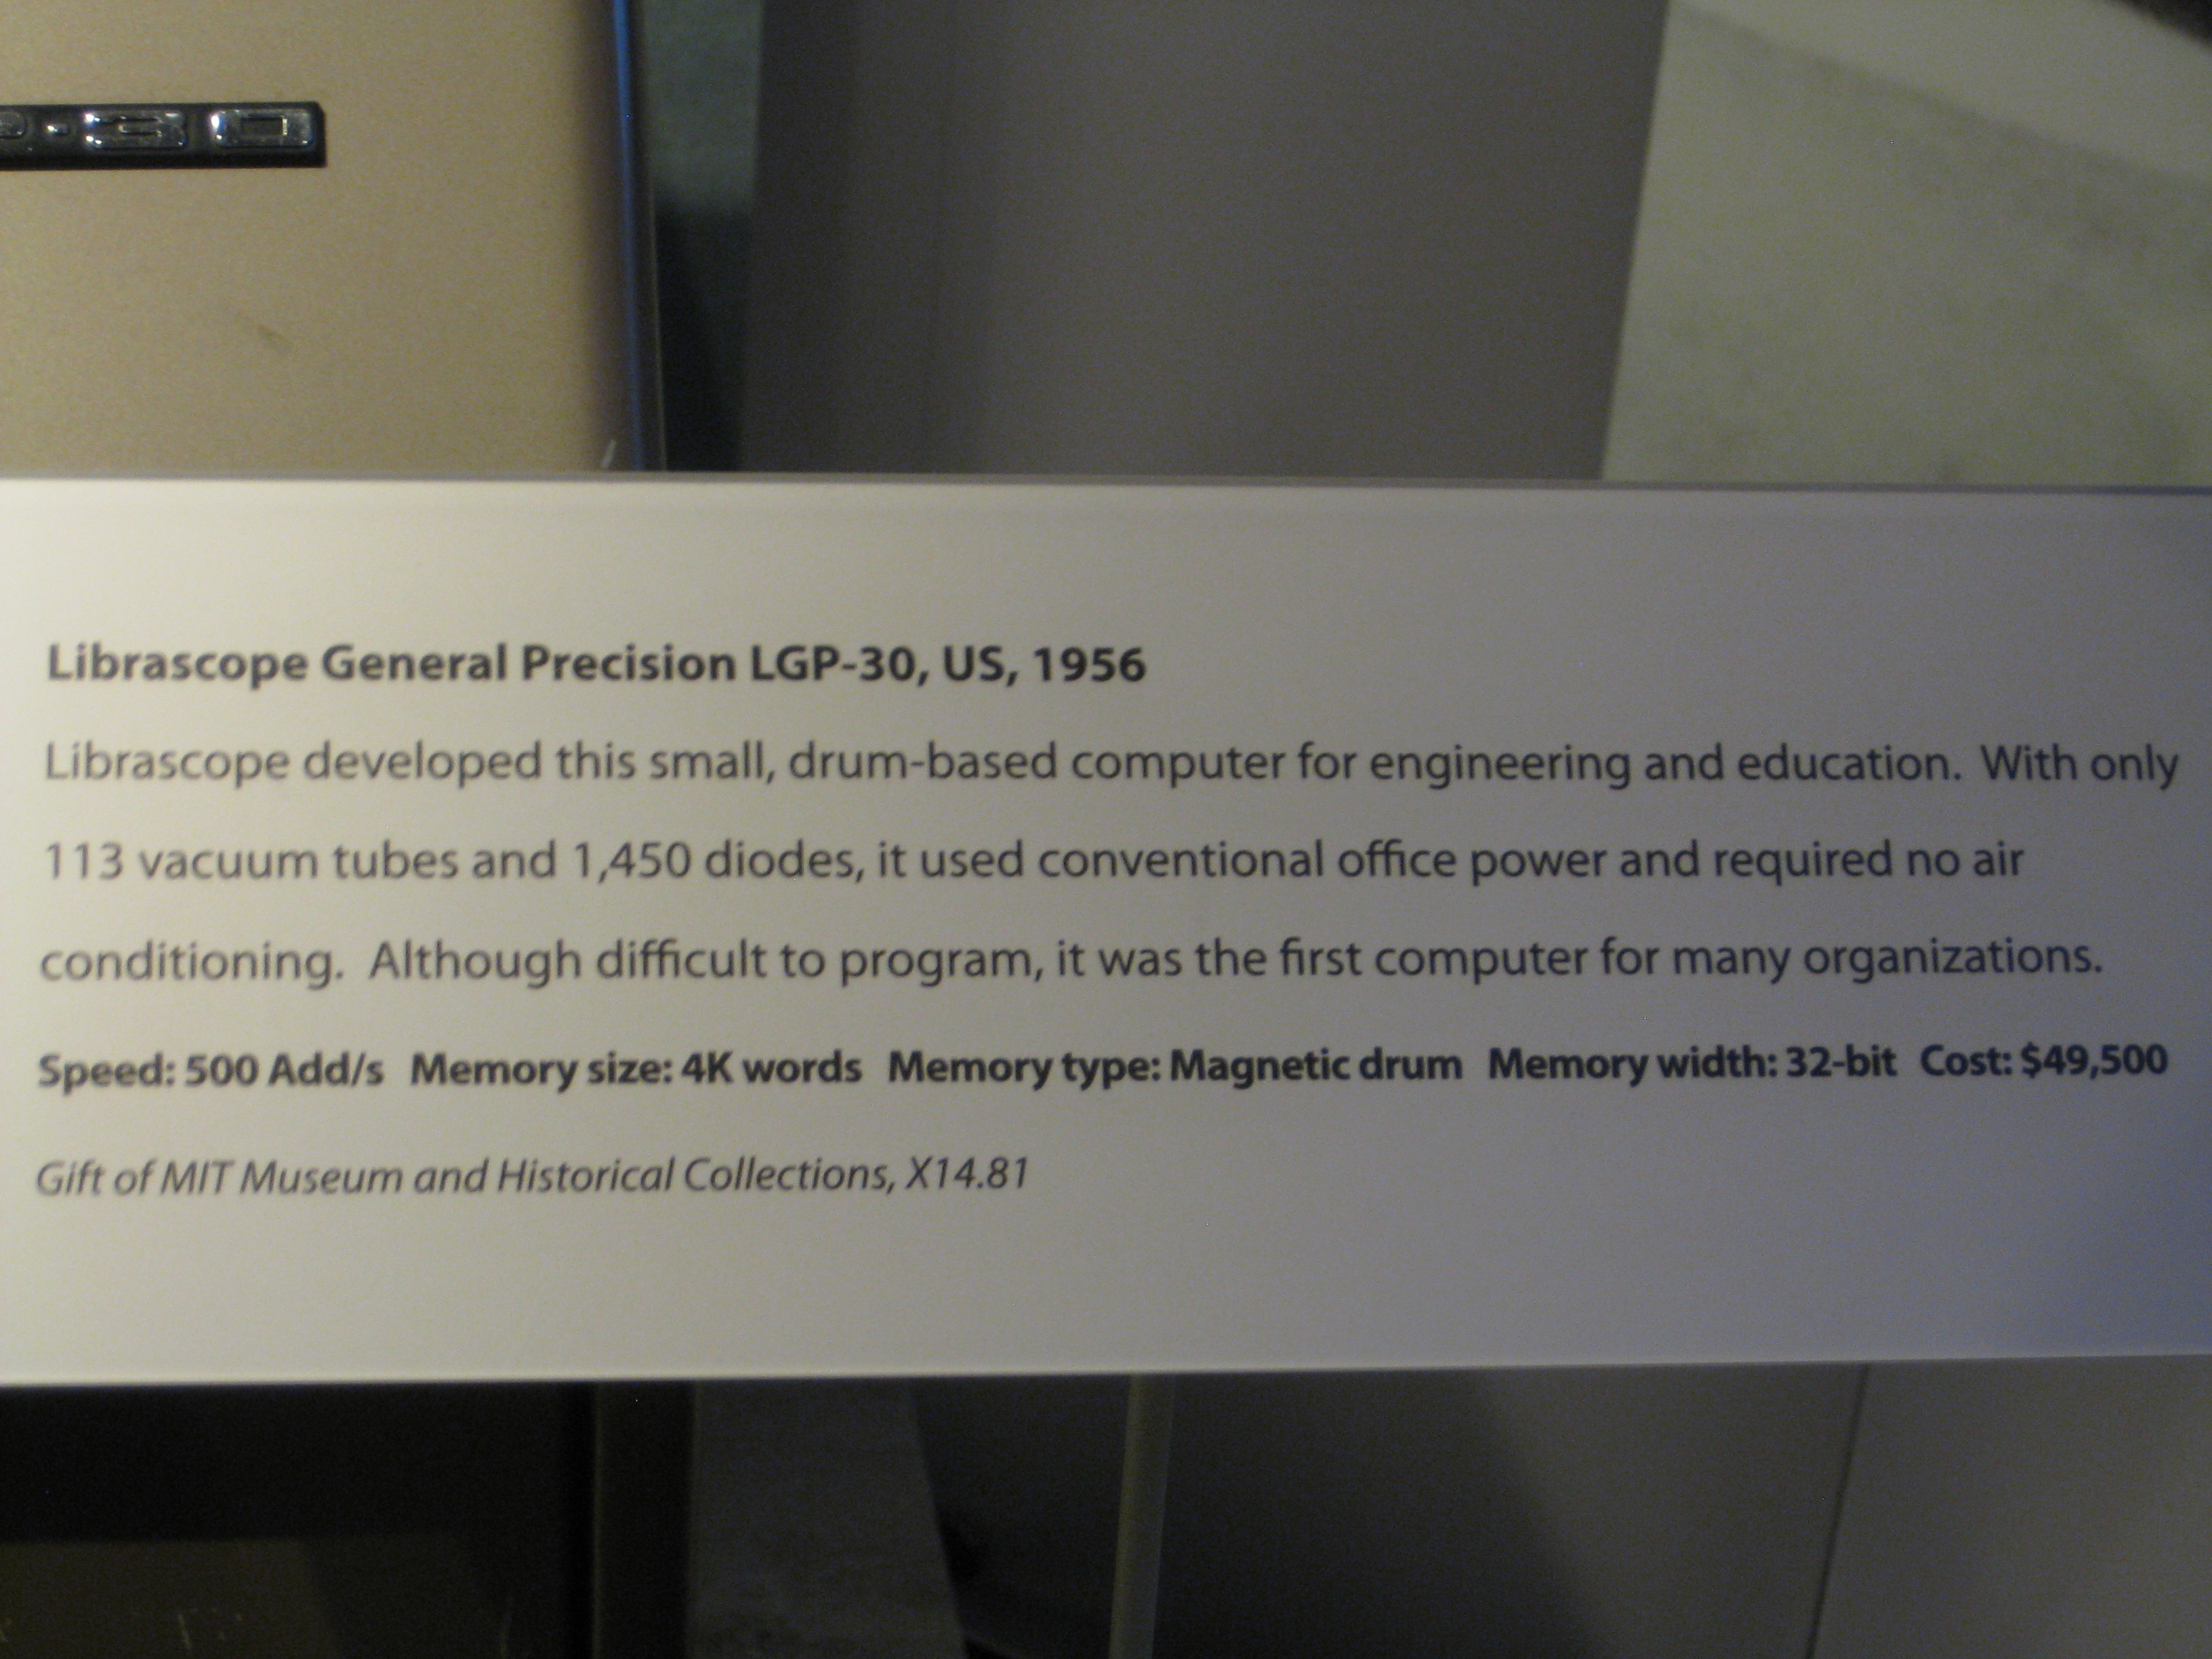 P-30
Librascope General Precision LGP-30, US, 1956
Librascope developed this small, drum-based computer for engineering and education. With only
113 vacuum tubes and 1,450 diodes, it used conventional office power and required no air
conditioning. Although difficult to program, it was the first computer for many organizations.
Speed: 500 Add/s Memory size: 4K words Memory type: Magnetic drum Memory width: 32-bit Cost: $49,500
Gift of MIT Museum and Historical Collections, X14.81